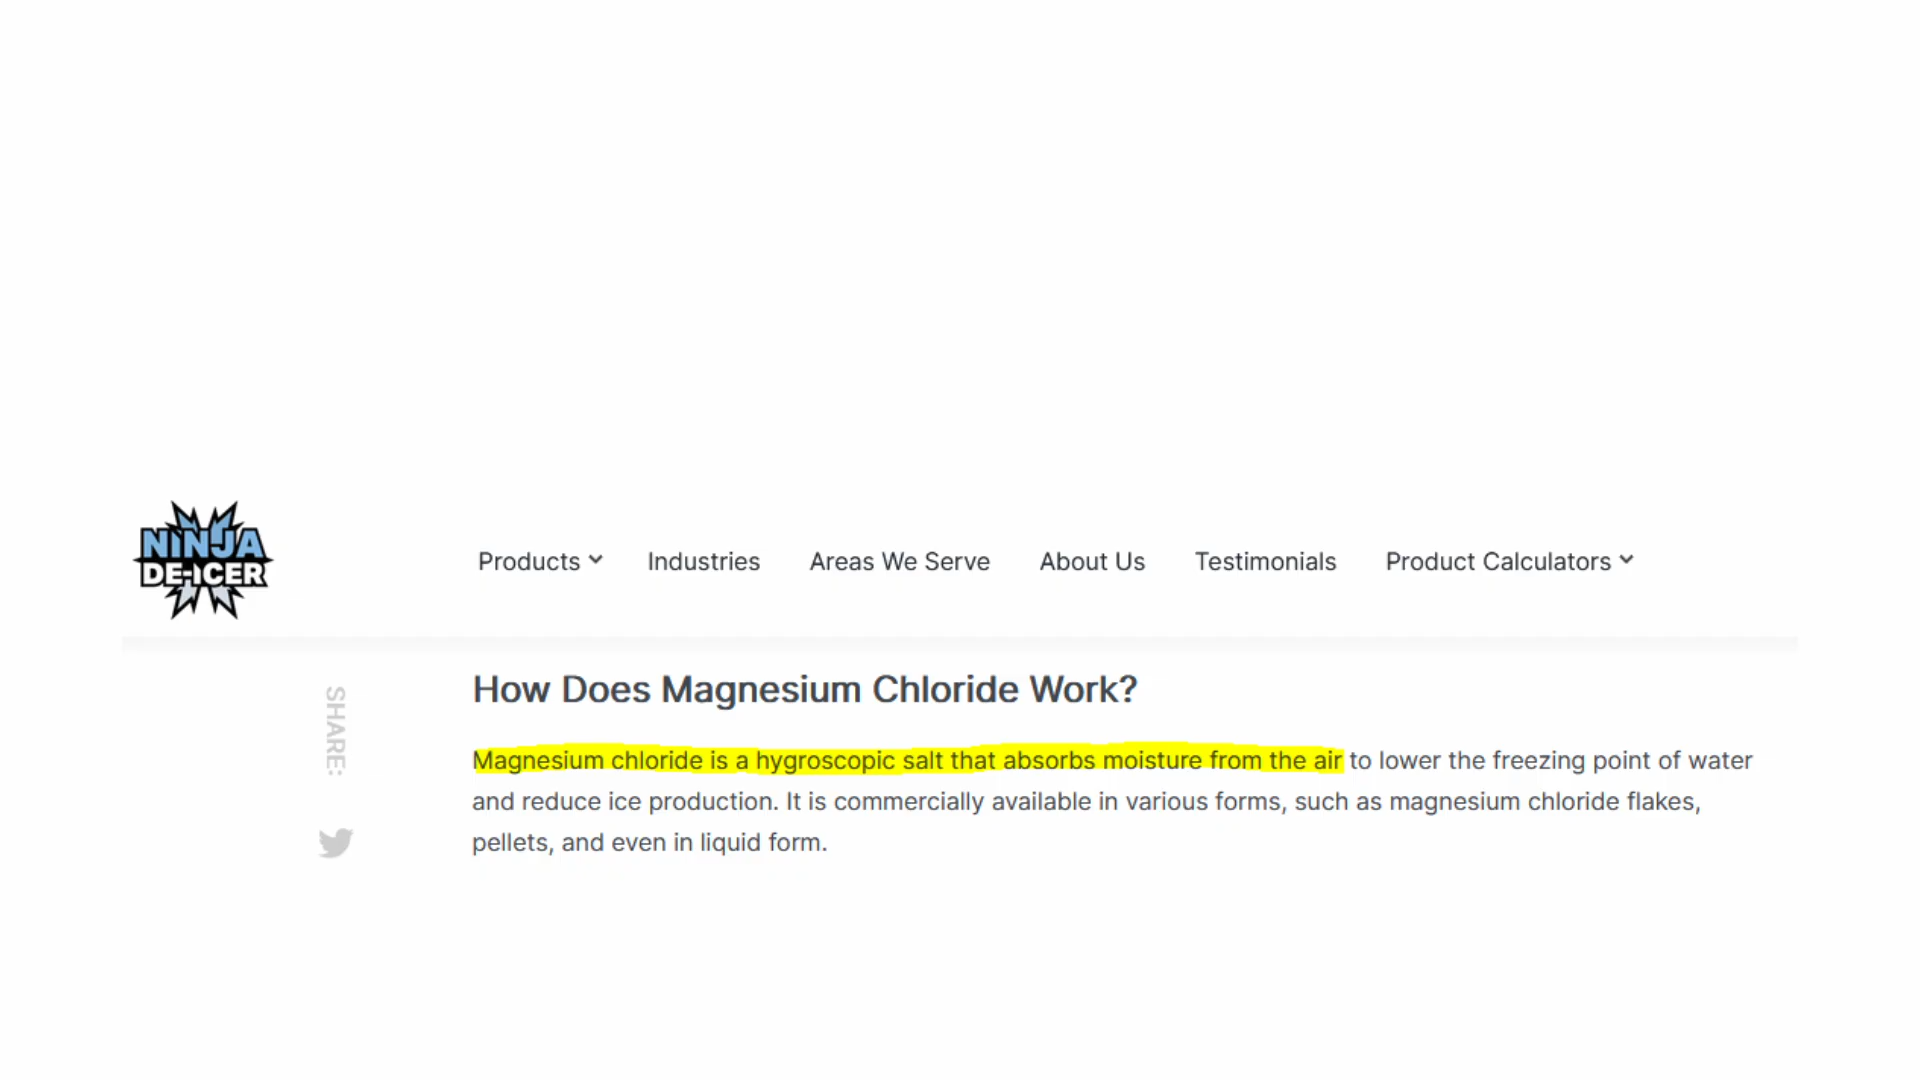 NINJA
DE-ICER
Products
Industries
Areas We Serve
About Us
Testimonials
Product Calculators
SHARE:
How Does Magnesium Chloride Work?
Magnesium chloride is a hygroscopic salt that absorbs moisture from the air to lower the freezing point of water
and reduce ice production. It is commercially available in various forms, such as magnesium chloride flakes,
pellets, and even in liquid form.